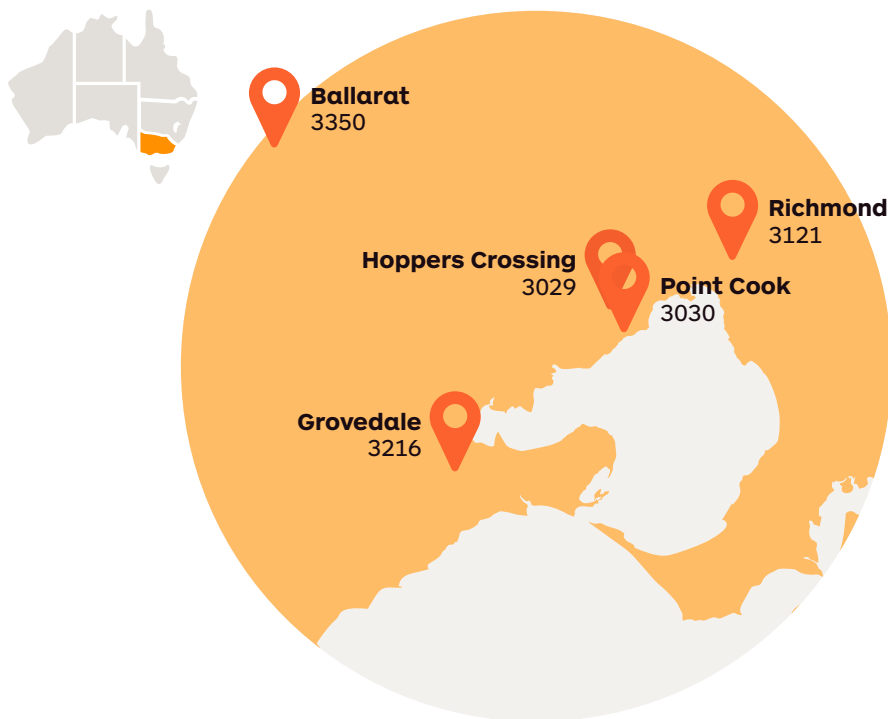 Ballarat
3350
Richmond
3121
Hoppers Crossing
3029
Point Cook
3030
Grovedale
3216